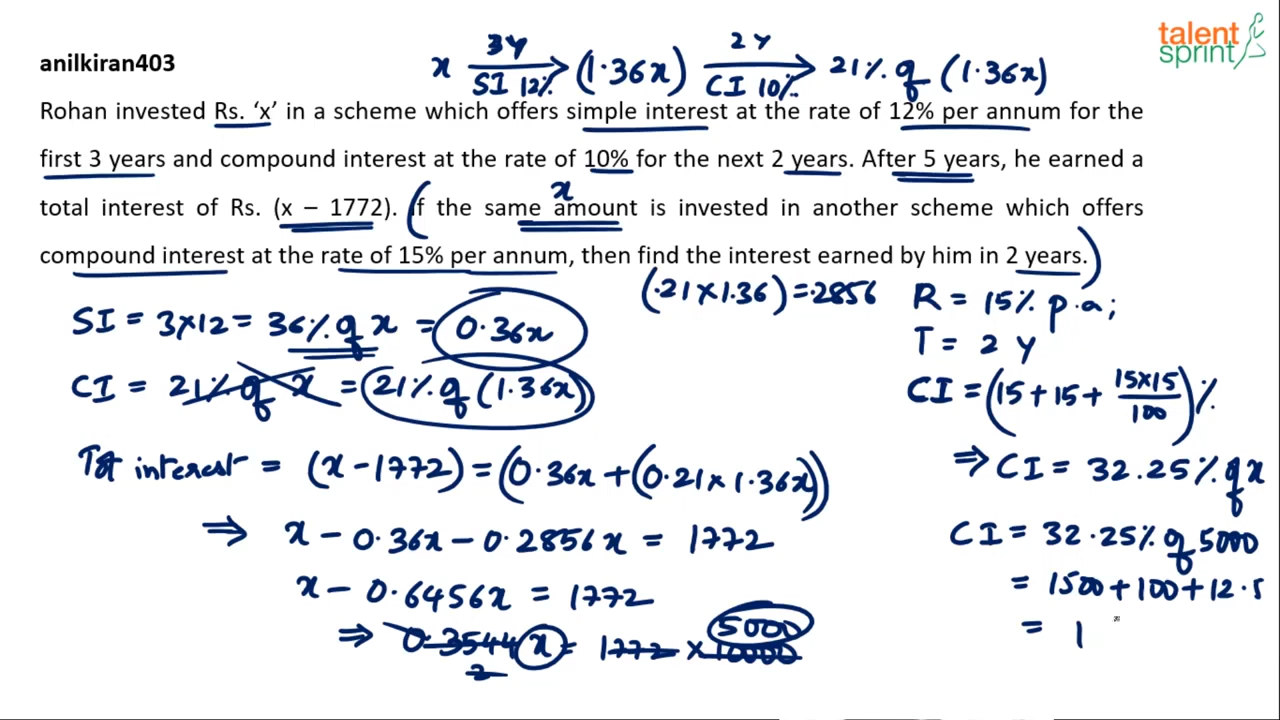 talent
sprint
anilkiran403
x 3Y SI 12% (1.36x) 2Y CI 10% 21% of (1.36x)
Rohan invested Rs. ‘x’ in a scheme which offers simple interest at the rate of 12% per annum for the
first 3 years and compound interest at the rate of 10% for the next 2 years. After 5 years, he earned a
x
total interest of Rs. (x – 1772). (If the same amount is invested in another scheme which offers
compound interest at the rate of 15% per annum, then find the interest earned by him in 2 years.)
(.21×1.36)=.2856
R = 15% p.a;
SI = 3×12 = 36% of x = 0.36x
T = 2 Y
CI = 21% of x = 21% of (1.36x)
CI = (15+15+ 15×15/100)%
Tot interest = (x-1772) = (0.36x + (0.21×1.36x))
⇒ CI = 32.25% of x
⇒ x - 0.36x - 0.2856x = 1772
CI = 32.25% of 5000
x - 0.6456x = 1772
= 1500+100+12.5
⇒ 0.3544 x = 1772 × 10000
5000
2
= 1